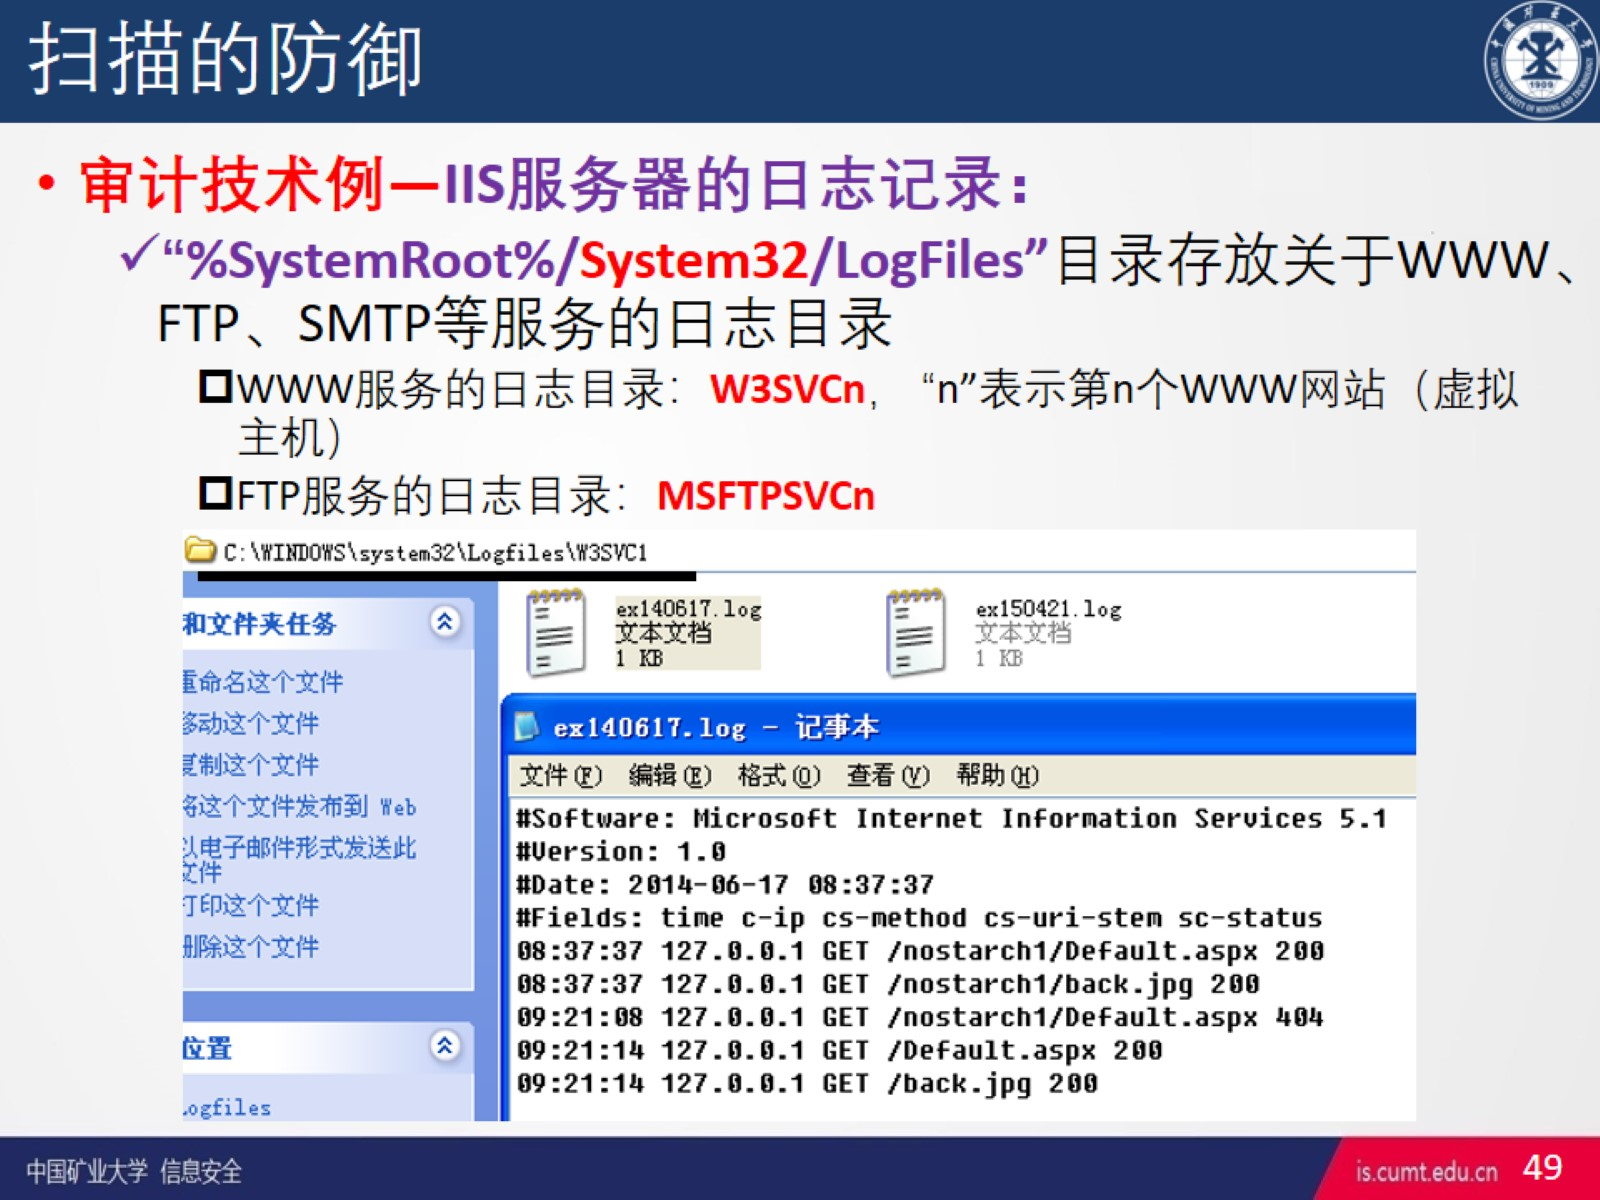 扫描的防御
• 审计技术例—IIS服务器的日志记录：
✓“%SystemRoot%/System32/LogFiles”目录存放关于WWW、
FTP、SMTP等服务的日志目录
WWW服务的日志目录：W3SVCn，“n”表示第n个WWW网站（虚拟
主机）
FTP服务的日志目录：MSFTPSVCn
C:\WINDOWS\system32\Logfiles\W3SVC1
和文件夹任务
重命名这个文件
移动这个文件
复制这个文件
将这个文件发布到 Web
以电子邮件形式发送此
文件
打印这个文件
删除这个文件
位置
Logfiles
ex140617.log
文本文档
1 KB
ex150421.log
文本文档
1 KB
ex140617.log - 记事本
文件(F) 编辑(E) 格式(O) 查看(V) 帮助(H)
#Software: Microsoft Internet Information Services 5.1
#Version: 1.0
#Date: 2014-06-17 08:37:37
#Fields: time c-ip cs-method cs-uri-stem sc-status
08:37:37 127.0.0.1 GET /nostarch1/Default.aspx 200
08:37:37 127.0.0.1 GET /nostarch1/back.jpg 200
09:21:08 127.0.0.1 GET /nostarch1/Default.aspx 404
09:21:14 127.0.0.1 GET /Default.aspx 200
09:21:14 127.0.0.1 GET /back.jpg 200
中国矿业大学 信息安全
is.cumt.edu.cn 49